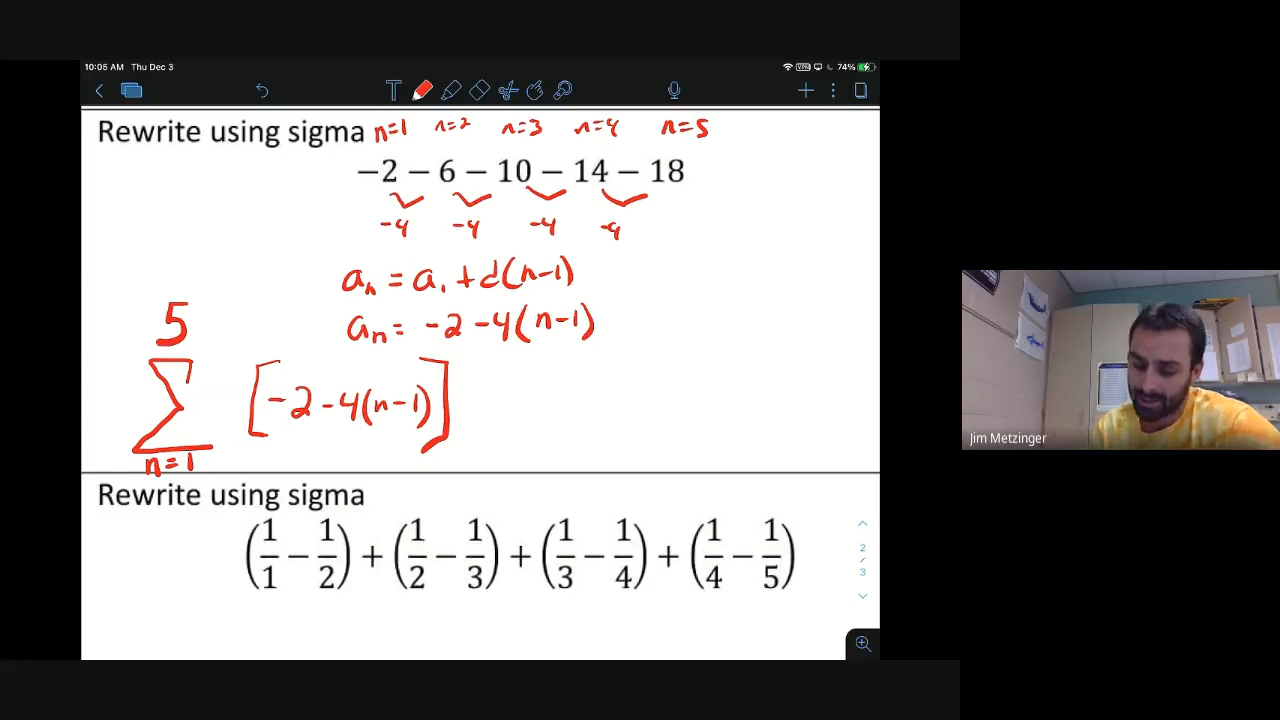 10:05 AM Thu Dec 3
VPN 74%
T
Rewrite using sigma n=1 n=2 n=3 n=4 n=5
−2 − 6 − 10 − 14 − 18
-4 -4 -4 -4
aₙ = a₁ + d(n-1)
aₙ = -2 -4(n-1)
5
∑ [-2 -4(n-1)]
n=1
Rewrite using sigma
(1/1 − 1/2) + (1/2 − 1/3) + (1/3 − 1/4) + (1/4 − 1/5)
2
/
3
Jim Metzinger